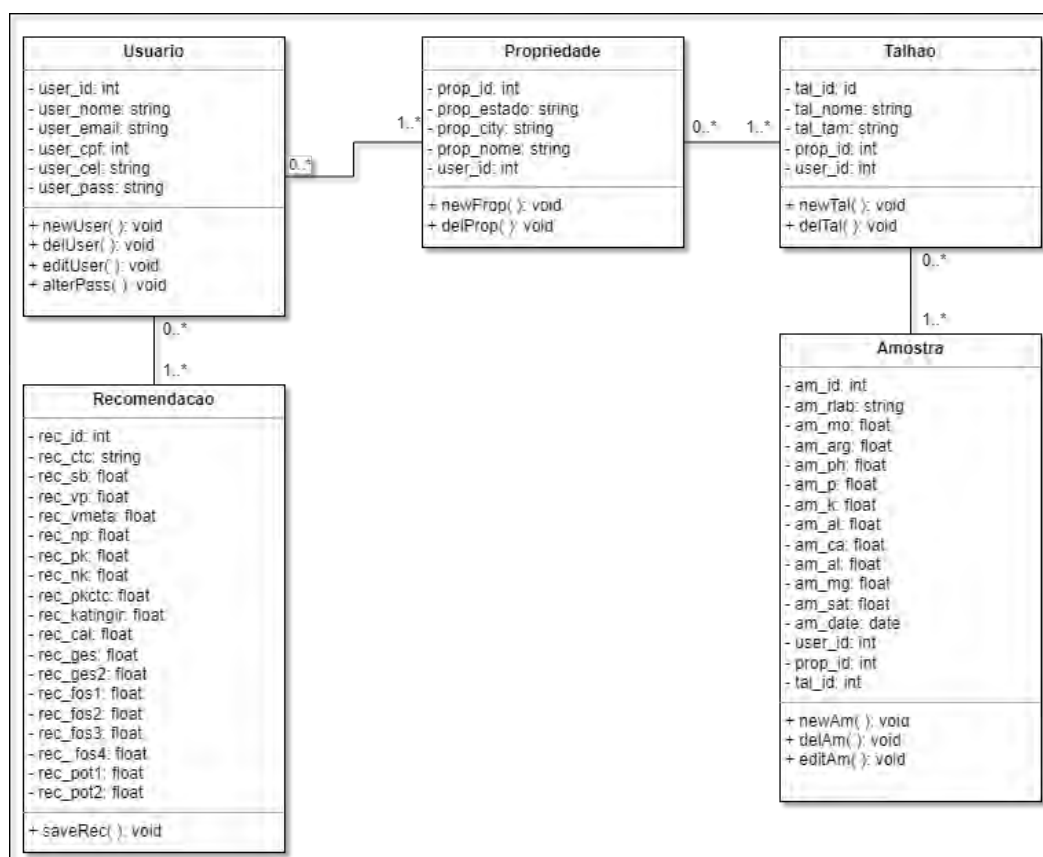 Usuario
- user_id: int
- user_nome: string
- user_email: string
- user_cpf: int
- user_cel: string
- user_pass: string
+ newUser( ): void
+ delUser( ): void
+ editUser( ): void
+ alterPass( ): void
0..*
1..*
Propriedade
- prop_id: int
- prop_estado: string
- prop_city: string
- prop_nome: string
- user_id: int
+ newProp( ): void
+ delProp( ): void
0..*
1..*
Talhao
- tal_id: id
- tal_nome: string
- tal_tam: string
- prop_id: int
- user_id: int
+ newTal( ): void
+ delTal( ): void
0..*
1..*
Amostra
- am_id: int
- am_rlab: string
- am_mo: float
- am_arg: float
- am_ph: float
- am_p: float
- am_k: float
- am_al: float
- am_ca: float
- am_al: float
- am_mg: float
- am_sat: float
- am_date: date
- user_id: int
- prop_id: int
- tal_id: int
+ newAm( ): void
+ delAm( ): void
+ editAm( ): void
0..*
1..*
Recomendacao
- rec_id: int
- rec_ctc: string
- rec_sb: float
- rec_vp: float
- rec_vmeta: float
- rec_np: float
- rec_pk: float
- rec_nk: float
- rec_pkctc: float
- rec_katingir: float
- rec_cal: float
- rec_ges: float
- rec_ges2: float
- rec_fos1: float
- rec_fos2: float
- rec_fos3: float
- rec_ fos4: float
- rec_pot1: float
- rec_pot2: float
+ saveRec( ): void